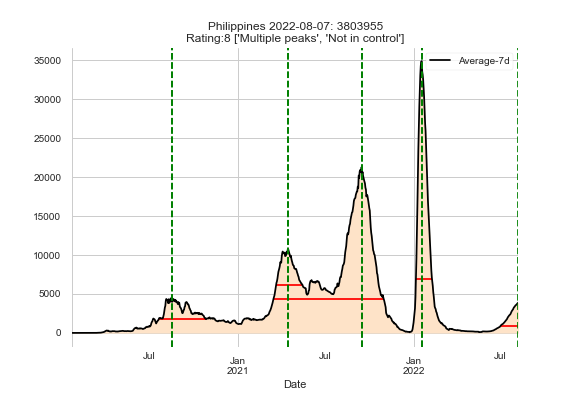 Philippines 2022-08-07: 3803955
Rating:8 ['Multiple peaks', 'Not in control']
Average-7d
35000
30000
25000
20000
15000
10000
5000
0
Jul
Jan
2021
Jul
Jan
2022
Jul
Date